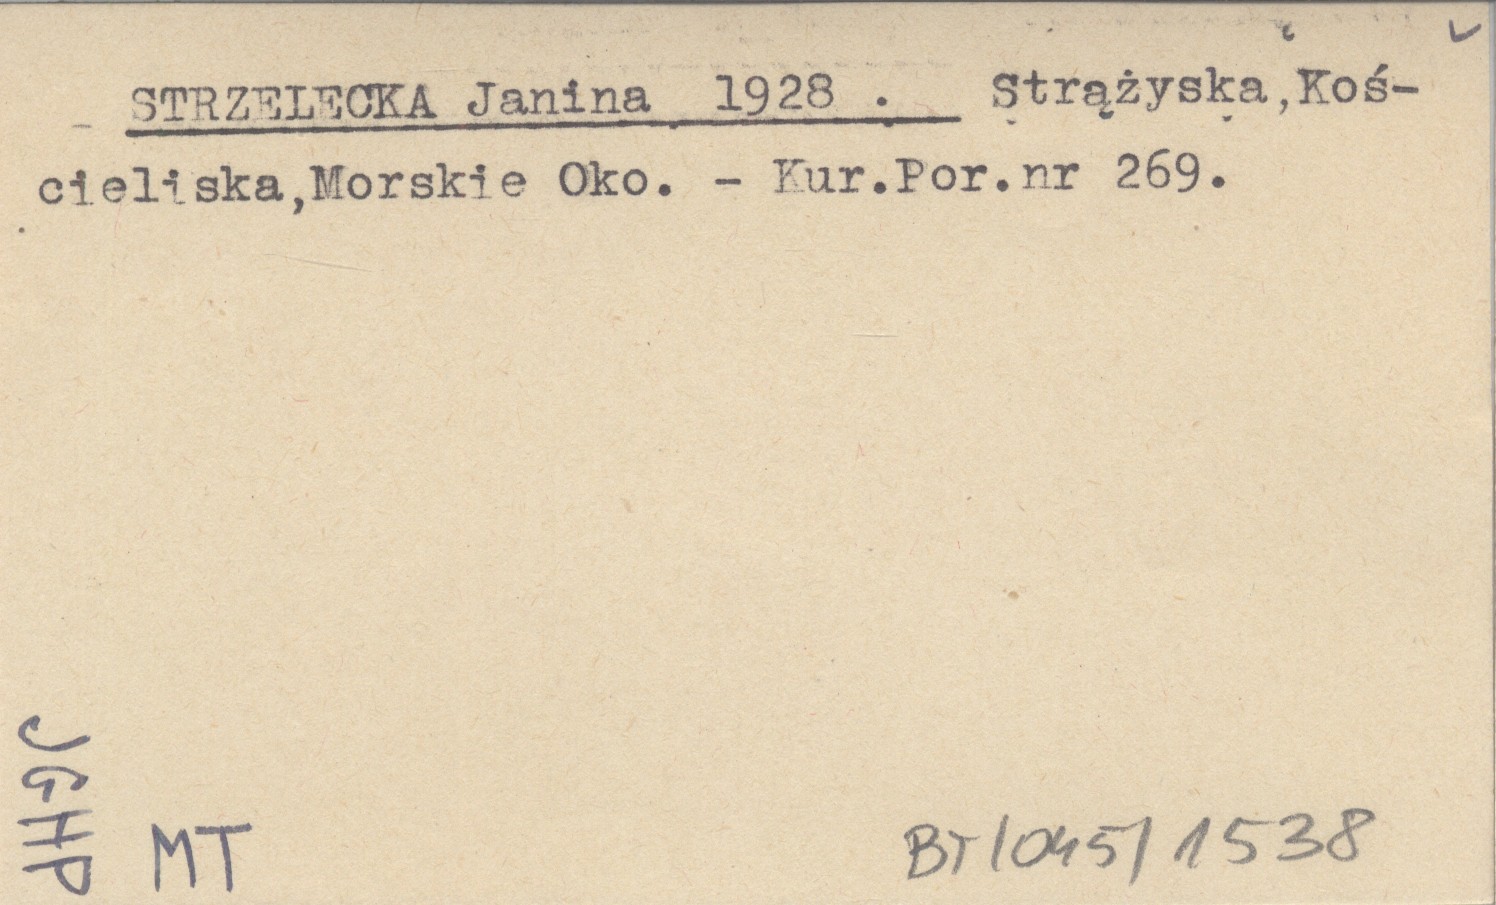 STRZELECKA Janina 1928 . Strążyska,Koś-
cieliska,Morskie Oko. - Kur.Por.nr 269.
JGHP
MT
BT/045/1538